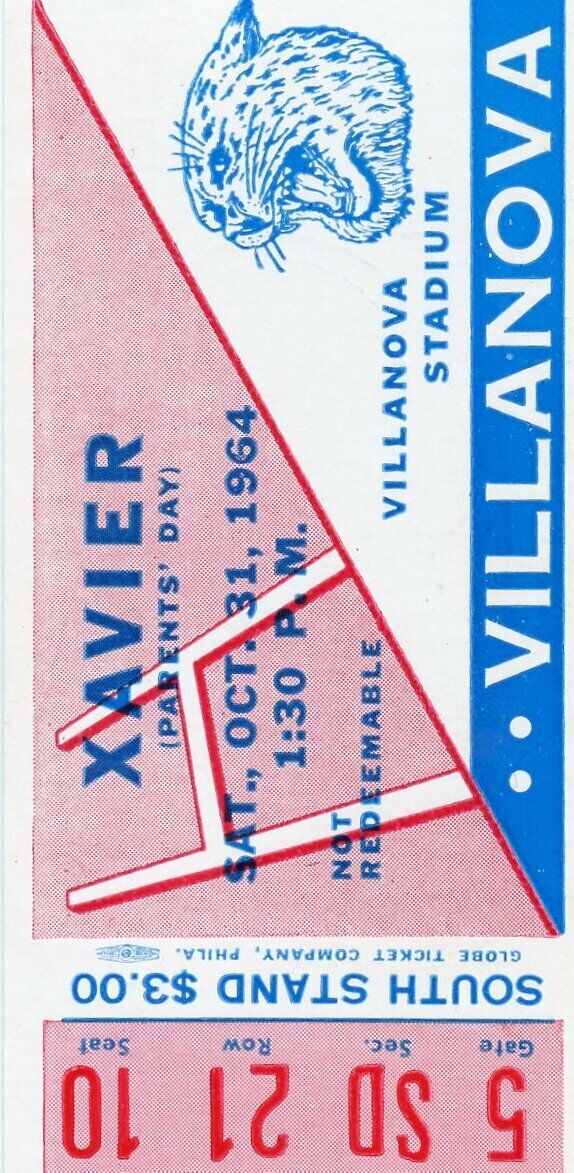 VILLANOVA
VILLANOVA
STADIUM
XAVIER
(PARENTS' DAY)
SAT., OCT. 31, 1964
1:30 P. M.
NOT
REDEEMABLE
GLOBE TICKET COMPANY, PHILA.
SOUTH STAND $3.00
Gate Sec. Row Seat
5 SD 21 10